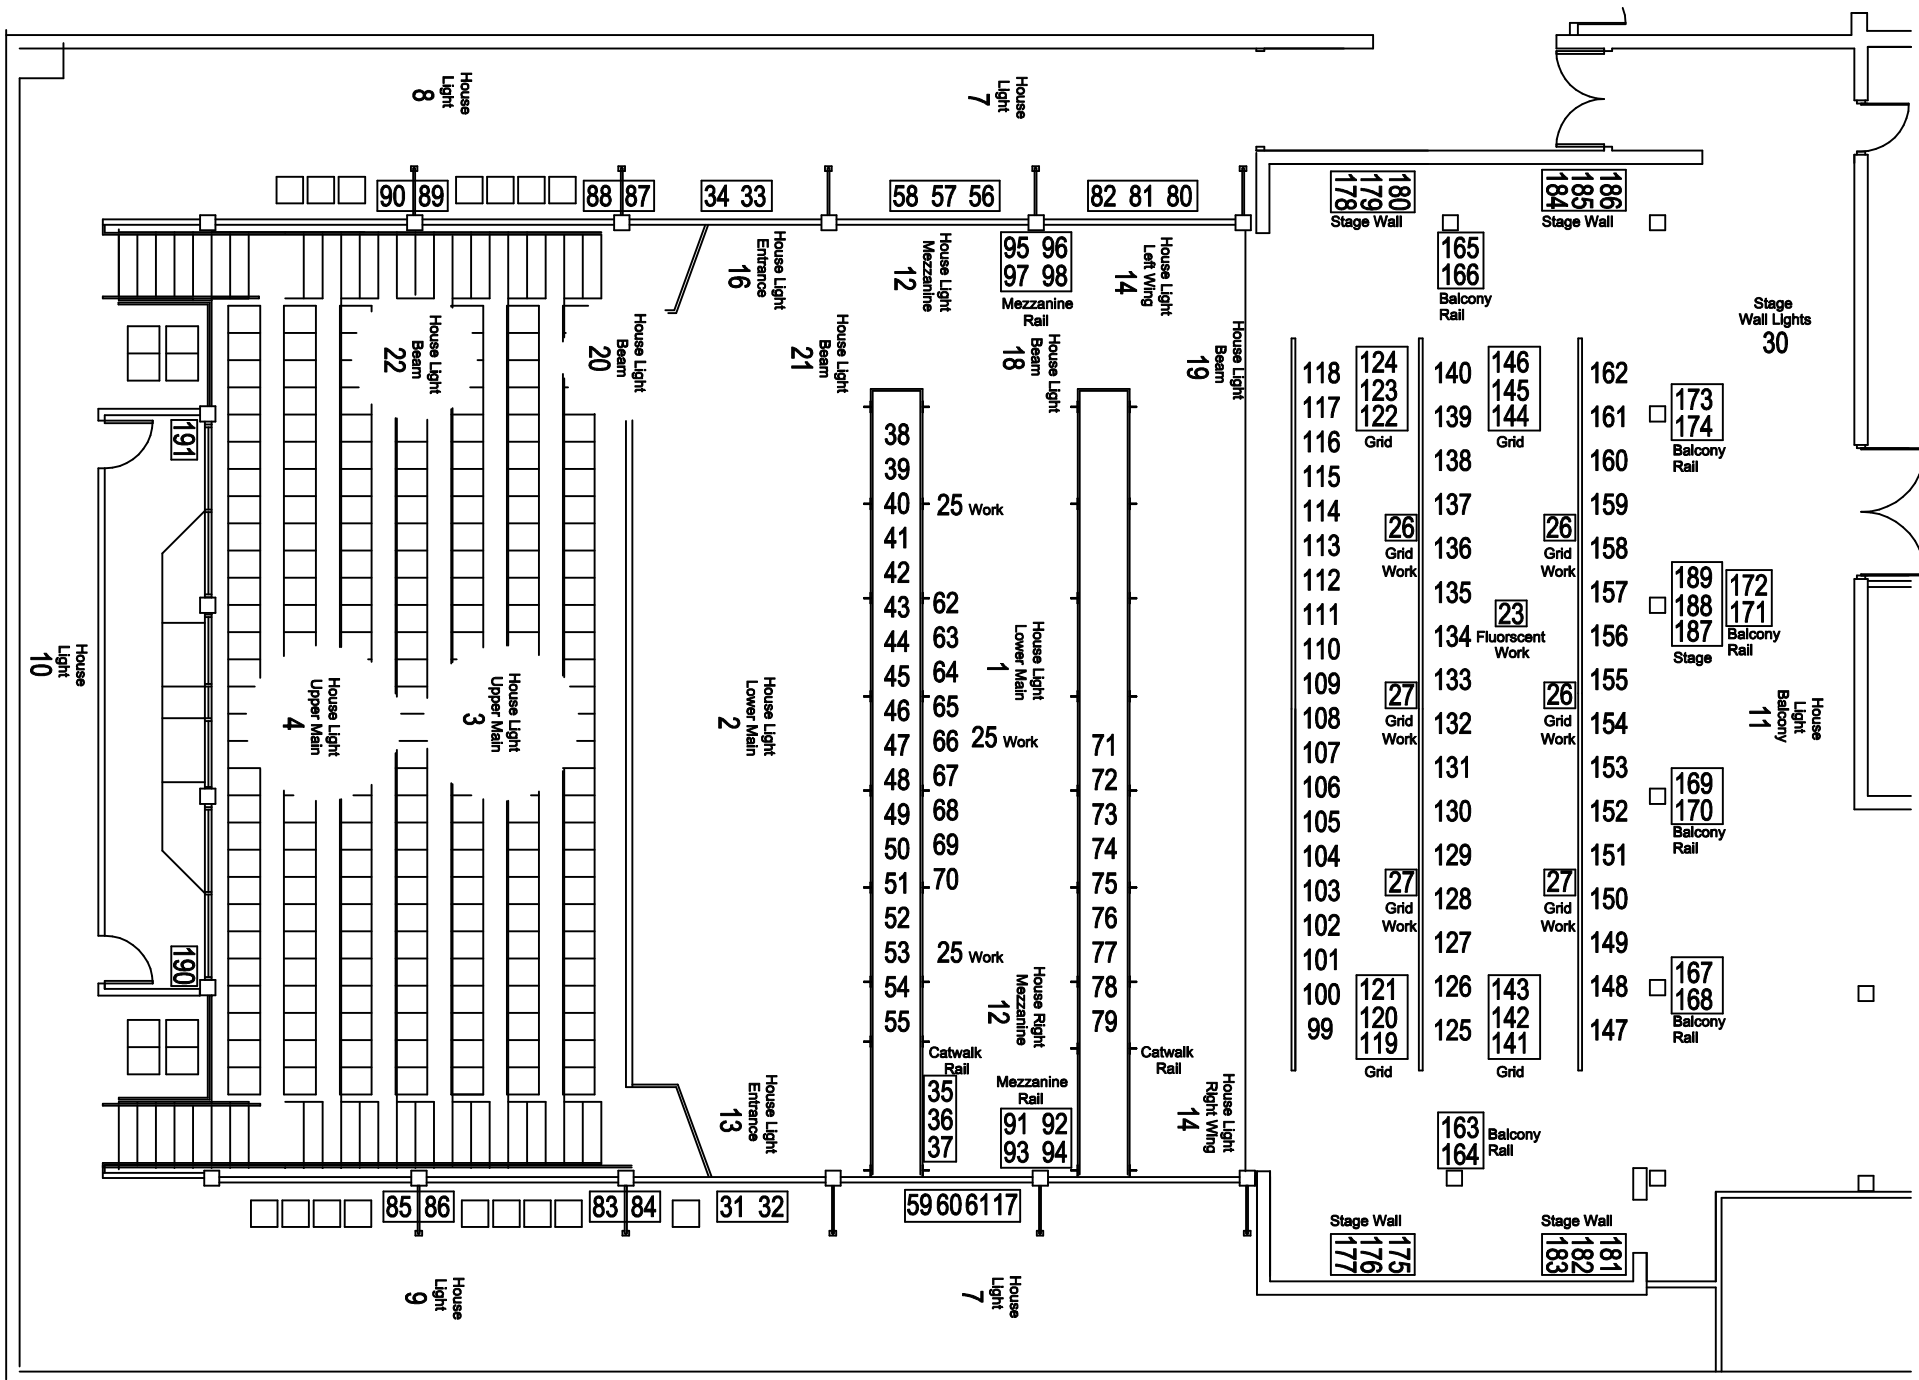 House
Light
8
House
Light
7
90 89
88 87
34 33
58 57 56
82 81 80
178
179
180
Stage Wall
184
185
186
Stage Wall
House Light
Entrance
16
House Light
Mezzanine
12
95 96
97 98
Mezzanine
Rail
House Light
Left Wing
14
165
166
Balcony
Rail
Stage
Wall Lights
30
House Light
Beam
22
House Light
Beam
20
House Light
Beam
21
House Light
Beam
18
House Light
Beam
19
191
38
39
40
41
42
43
44
45
46
47
48
49
50
51
52
53
54
55
25 Work
62
63
64
65
66
67
68
69
70
25 Work
25 Work
House Light
Lower Main
1
71
72
73
74
75
76
77
78
79
118
117
116
115
114
113
112
111
110
109
108
107
106
105
104
103
102
101
100
99
124
123
122
Grid
26
Grid
Work
27
Grid
Work
27
Grid
Work
121
120
119
Grid
140
139
138
137
136
135
134
133
132
131
130
129
128
127
126
125
146
145
144
Grid
26
Grid
Work
23
Fluorscent
Work
26
Grid
Work
27
Grid
Work
143
142
141
Grid
162
161
160
159
158
157
156
155
154
153
152
151
150
149
148
147
173
174
Balcony
Rail
189
188
187
Stage
172
171
Balcony
Rail
House
Light
Balcony
11
169
170
Balcony
Rail
167
168
Balcony
Rail
House
Light
10
House Light
Upper Main
4
House Light
Upper Main
3
House Light
Lower Main
2
190
House Right
Mezzanine
12
Catwalk
Rail
35
36
37
Mezzanine
Rail
91 92
93 94
Catwalk
Rail
House Light
Right Wing
14
House Light
Entrance
13
163
164
Balcony
Rail
85 86
83 84
31 32
59 60 61 17
Stage Wall
177
176
175
Stage Wall
183
182
181
House
Light
9
House
Light
7